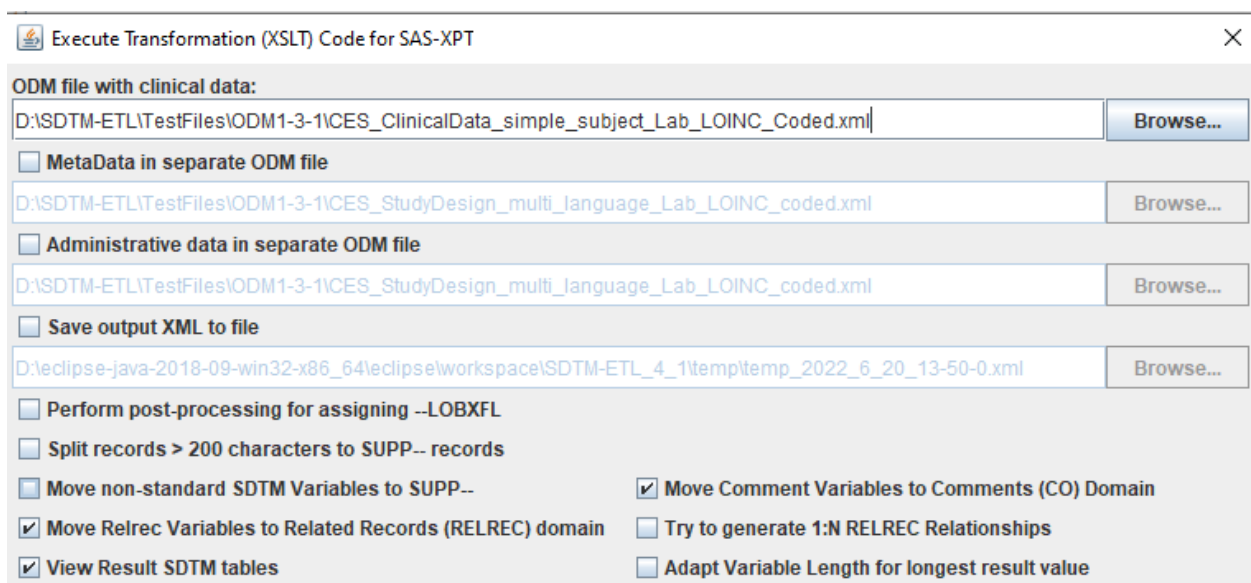 Execute Transformation (XSLT) Code for SAS-XPT
ODM file with clinical data:
D:\SDTM-ETL\TestFiles\ODM1-3-1\CES_ClinicalData_simple_subject_Lab_LOINC_Coded.xml Browse...
MetaData in separate ODM file
D:\SDTM-ETL\TestFiles\ODM1-3-1\CES_StudyDesign_multi_language_Lab_LOINC_coded.xml Browse...
Administrative data in separate ODM file
D:\SDTM-ETL\TestFiles\ODM1-3-1\CES_StudyDesign_multi_language_Lab_LOINC_coded.xml Browse...
Save output XML to file
D:\eclipse-java-2018-09-win32-x86_64\eclipse\workspace\SDTM-ETL_4_1\temp\temp_2022_6_20_13-50-0.xml Browse...
Perform post-processing for assigning --LOBXFL
Split records > 200 characters to SUPP-- records
Move non-standard SDTM Variables to SUPP-- Move Comment Variables to Comments (CO) Domain
Move Relrec Variables to Related Records (RELREC) domain Try to generate 1:N RELREC Relationships
View Result SDTM tables Adapt Variable Length for longest result value